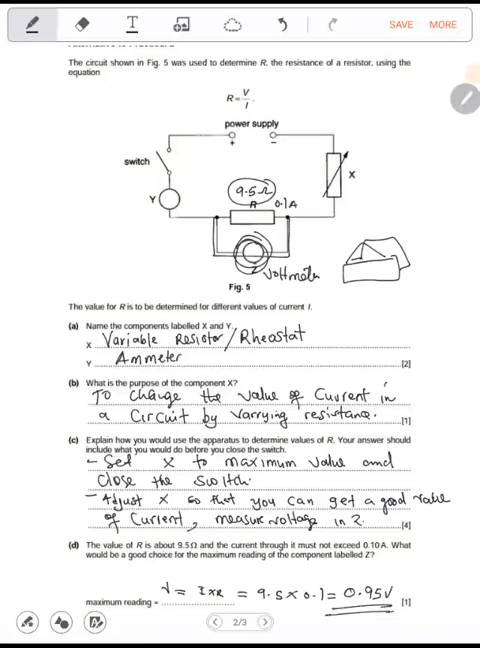 SAVE MORE
The circuit shown in Fig. 5 was used to determine R, the resistance of a resistor, using the
equation
R = V/I.
power supply
+ −
switch
X
9.5Ω
Y
R 0.1A
Z Voltmeter
Fig. 5
The value for R is to be determined for different values of current I.
(a) Name the components labelled X and Y.
X Variable Resistor / Rheostat
Y Ammeter [2]
(b) What is the purpose of the component X?
To change the value of Current in
a Circuit by varrying resistance. [1]
(c) Explain how you would use the apparatus to determine values of R. Your answer should
include what you would do before you close the switch.
- Set X to maximum value and
Close the Switch.
- Adjust X so that you can get a good value
of Current, measure voltage in Z. [4]
(d) The value of R is about 9.5Ω and the current through it must not exceed 0.10A. What
would be a good choice for the maximum reading of the component labelled Z?
V = I×R = 9.5 × 0.1 = 0.95V
maximum reading = [1]
2/3